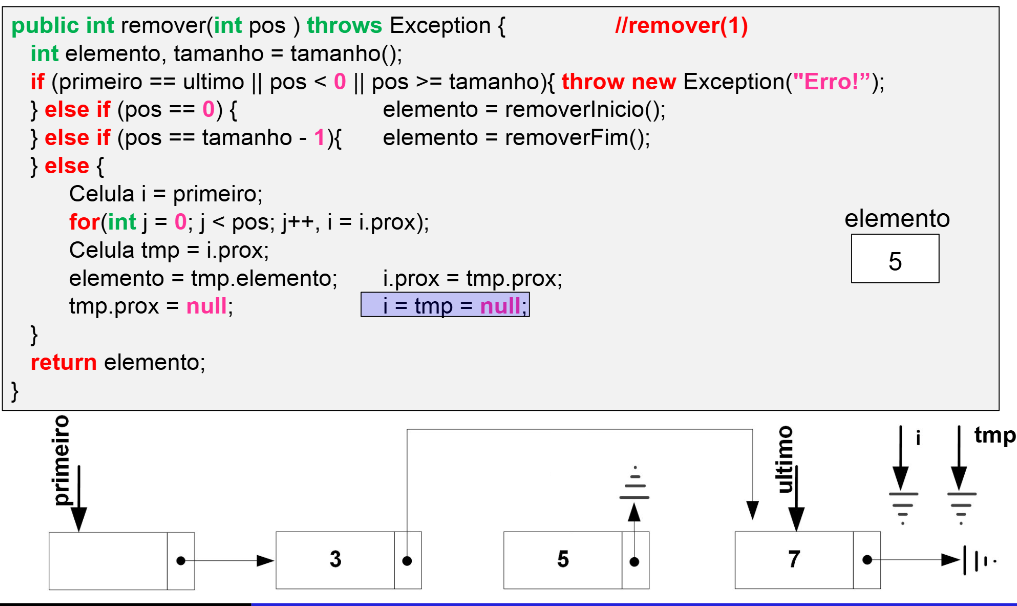 public int remover(int pos ) throws Exception { //remover(1)
int elemento, tamanho = tamanho();
if (primeiro == ultimo || pos < 0 || pos >= tamanho){ throw new Exception("Erro!”);
} else if (pos == 0) { elemento = removerInicio();
} else if (pos == tamanho - 1){ elemento = removerFim();
} else {
Celula i = primeiro;
for(int j = 0; j < pos; j++, i = i.prox);
Celula tmp = i.prox;
elemento = tmp.elemento; i.prox = tmp.prox;
tmp.prox = null; i = tmp = null;
}
return elemento;
}
elemento
5
primeiro
ultimo
i
tmp
3
5
7